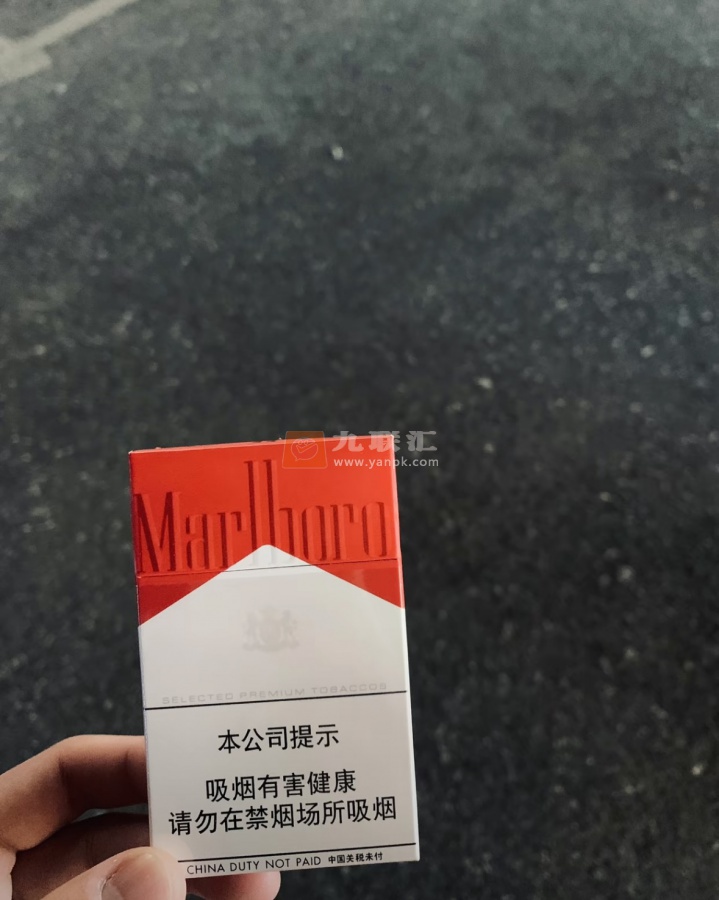 九联汇
www.yanpk.com
Marlboro
SELECTED PREMIUM TOBACCOS
本公司提示
吸烟有害健康
请勿在禁烟场所吸烟
CHINA DUTY NOT PAID 中国关税未付